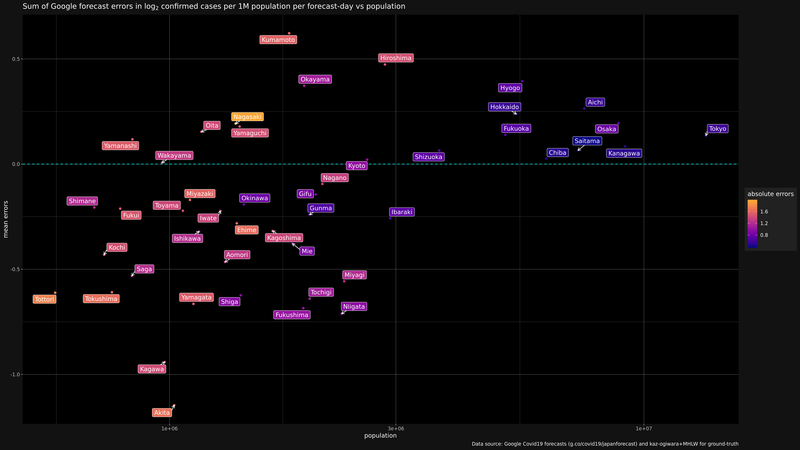 Sum of Google forecast errors in log2 confirmed cases per 1M population per forecast-day vs population
Kumamoto
Hiroshima
0.5
Okayama
Hyogo
Aichi
Hokkaido
Nagasaki
Oita
Yamaguchi
Fukuoka
Osaka
Tokyo
Yamanashi
Saitama
Wakayama
Shizuoka
Chiba
Kanagawa
0.0
Kyoto
Nagano
absolute errors
Shimane
Miyazaki
Okinawa
Gifu
1.6
mean errors
Toyama
Gunma
Ibaraki
1.2
Fukui
Iwate
0.8
Ehime
Ishikawa
Kagoshima
Kochi
Aomori
Mie
-0.5
Saga
Miyagi
Tottori
Tokushima
Yamagata
Shiga
Tochigi
Niigata
Fukushima
Kagawa
-1.0
Akita
1e+06
3e+06
1e+07
population
Data source: Google Covid19 forecasts (g.co/covid19/japanforecast) and kaz-ogiwara+MHLW for ground-truth